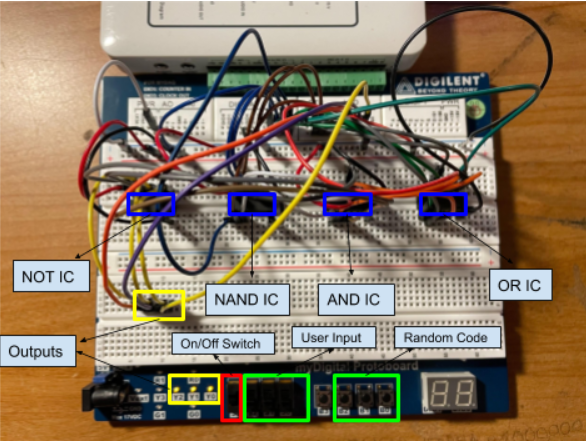 DIGILENT
BEYOND THEORY
NOT IC
NAND IC
AND IC
OR IC
Outputs
On/Off Switch
User Input
Random Code
myDigital Protoboard